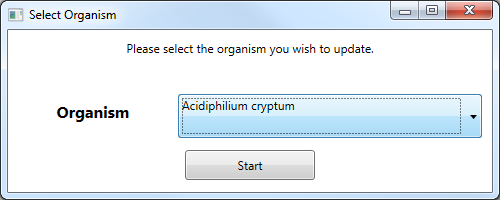 Select Organism
Please select the organism you wish to update.
Organism
Acidiphilium cryptum
Start